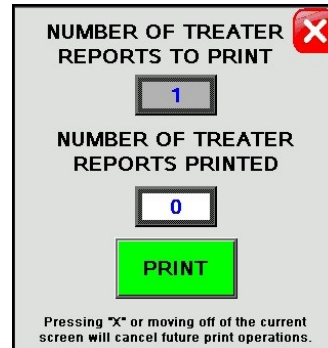 NUMBER OF TREATER
REPORTS TO PRINT
1
NUMBER OF TREATER
REPORTS PRINTED
0
PRINT
Pressing "X" or moving off of the current
screen will cancel future print operations.